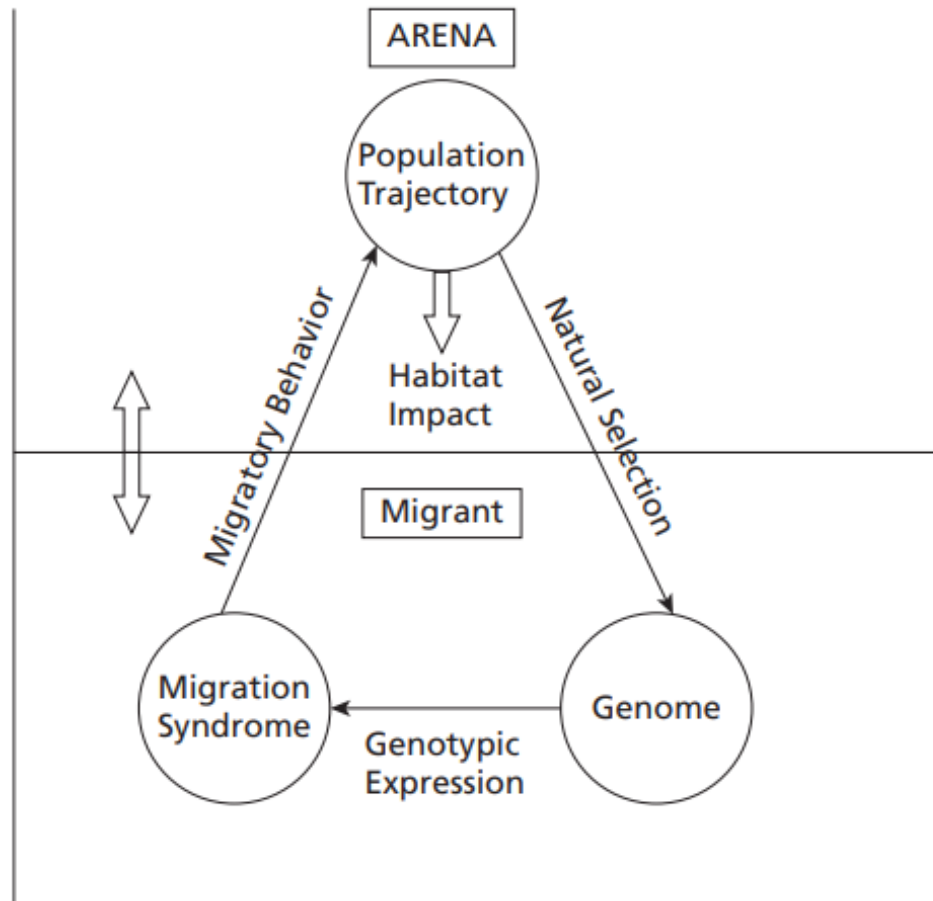 ARENA
Population
Trajectory
Migratory Behavior
Natural Selection
Habitat
Impact
Migrant
Migration
Syndrome
Genome
Genotypic
Expression